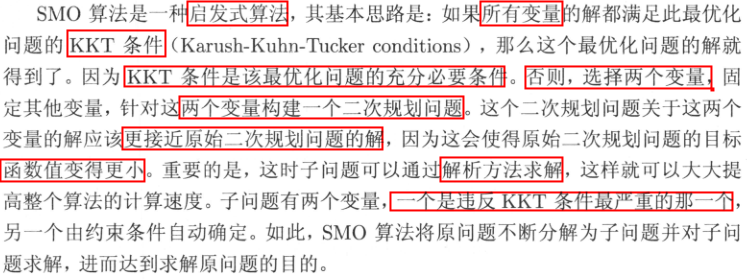 SMO 算法是一种启发式算法，其基本思路是：如果所有变量的解都满足此最优化
问题的 KKT 条件（Karush-Kuhn-Tucker conditions），那么这个最优化问题的解就
得到了。因为 KKT 条件是该最优化问题的充分必要条件。否则，选择两个变量，固
定其他变量，针对这两个变量构建一个二次规划问题。这个二次规划问题关于这两个
变量的解应该更接近原始二次规划问题的解，因为这会使得原始二次规划问题的目标
函数值变得更小。重要的是，这时子问题可以通过解析方法求解，这样就可以大大提
高整个算法的计算速度。子问题有两个变量，一个是违反 KKT 条件最严重的那一个，
另一个由约束条件自动确定。如此，SMO 算法将原问题不断分解为子问题并对子问
题求解，进而达到求解原问题的目的。